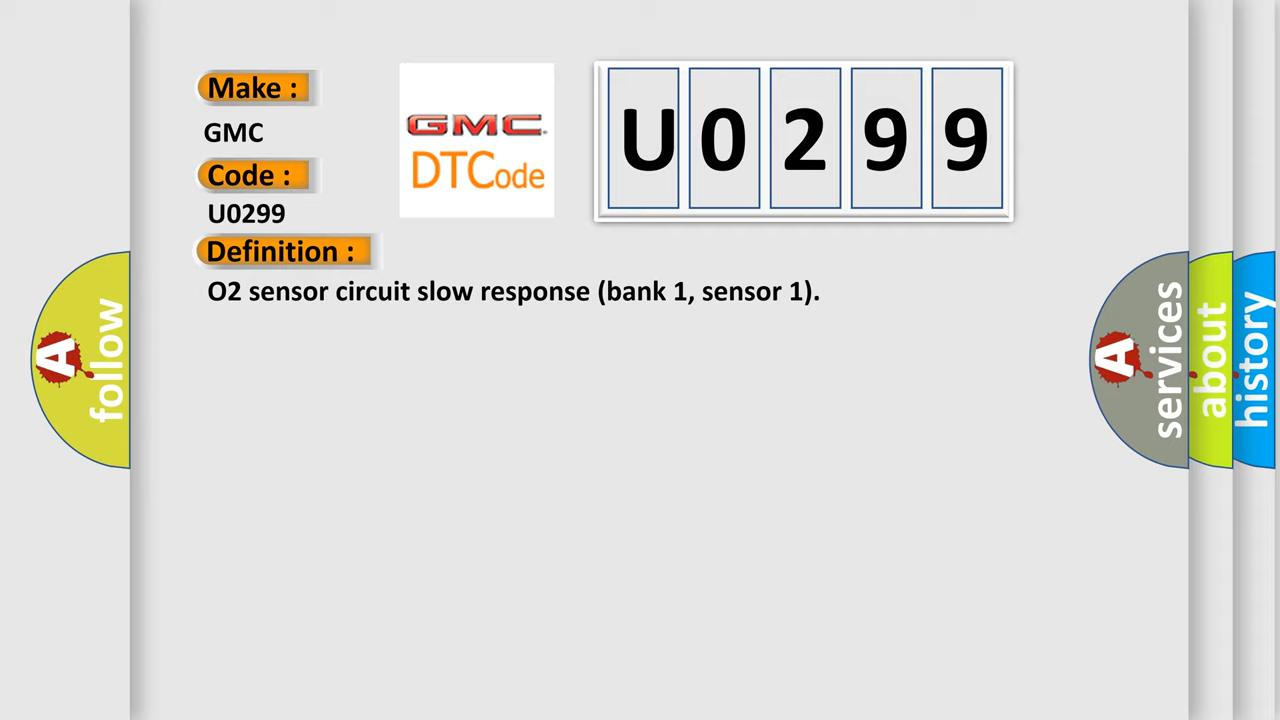 Make :
GMC
Code :
U0299
Definition :
O2 sensor circuit slow response (bank 1, sensor 1).
GMC
DTCode
U0299
A follow
A services
about
history